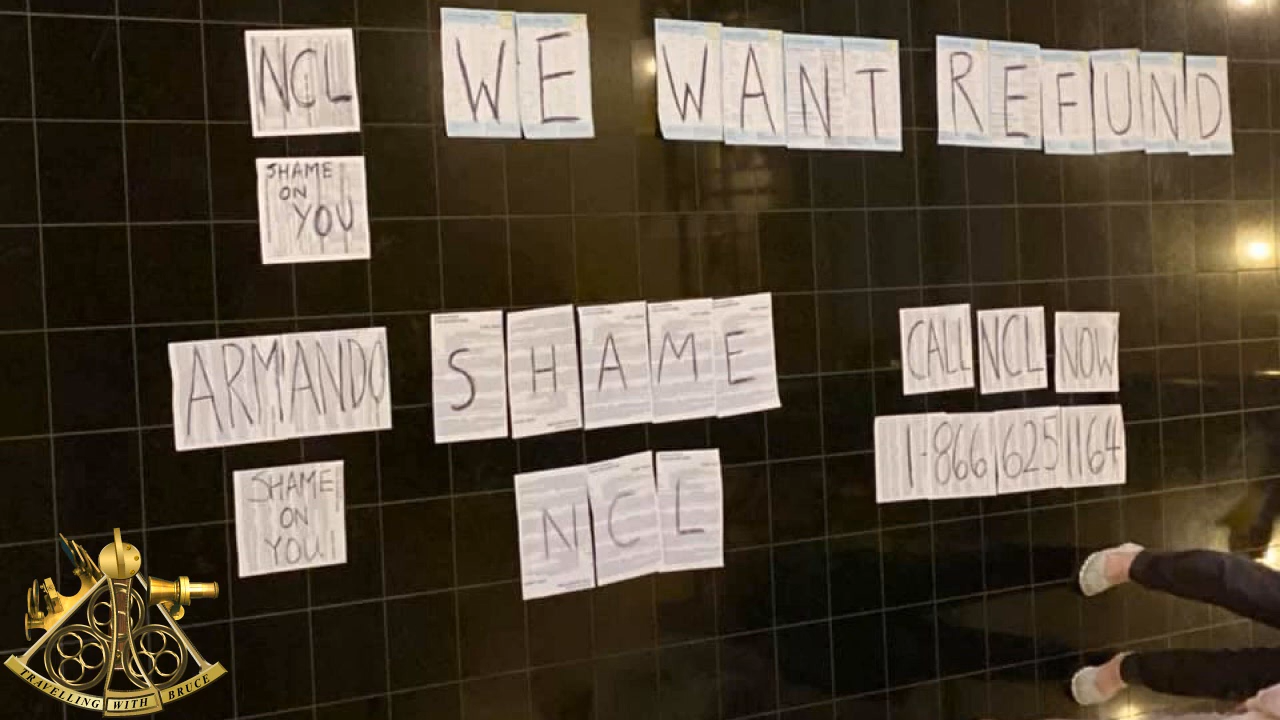 NCL WE WANT REFUND
SHAME
ON
YOU
ARMANDO SHAME CALL NCL NOW
NCL 1-866 625 1164
SHAME
ON
YOU!
TRAVELLING WITH BRUCE